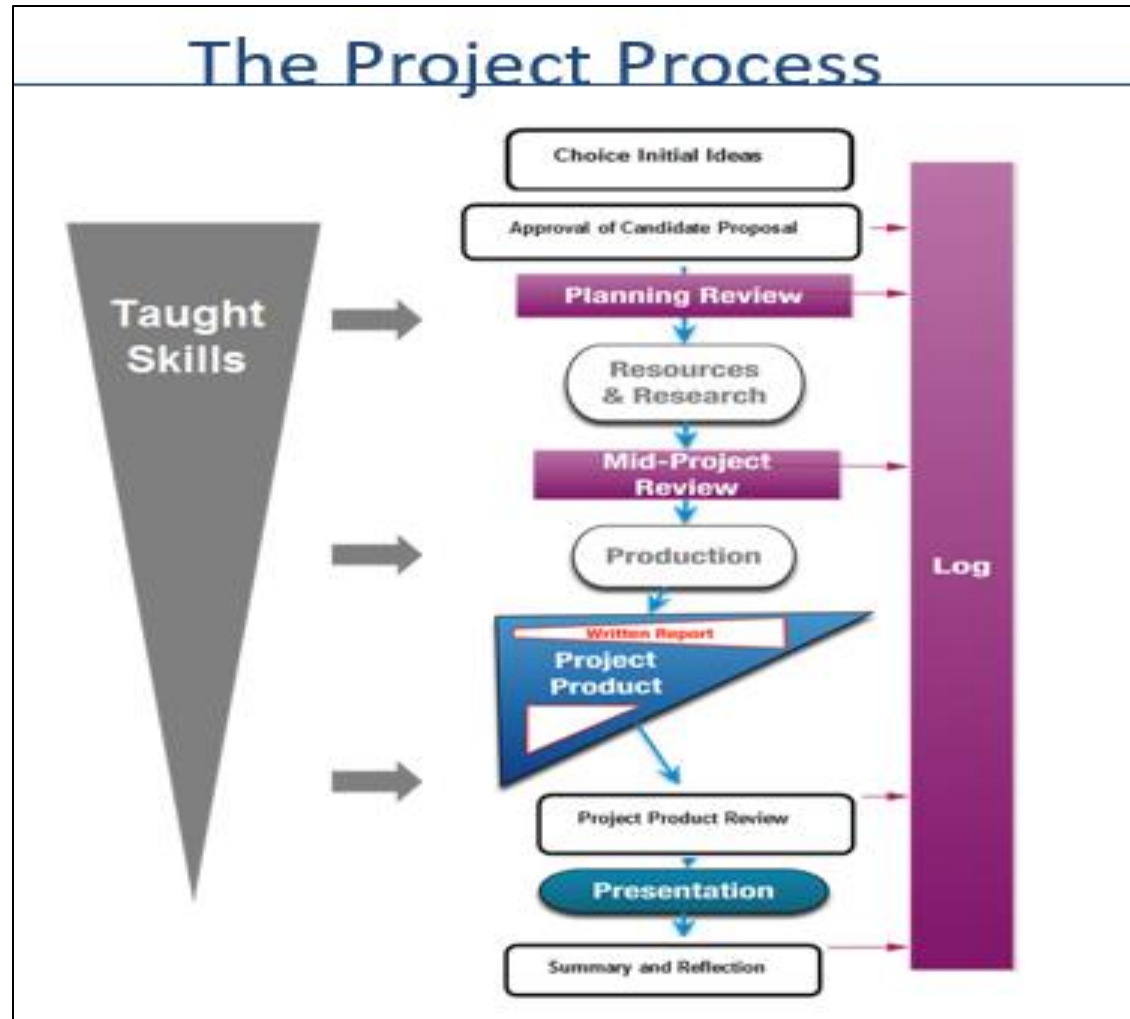 The Project Process
Choice Initial Ideas
Approval of Candidate Proposal
Taught
Skills
Planning Review
Resources
& Research
Mid-Project
Review
Production
Log
Written Report
Project
Product
Project Product Review
Presentation
Summary and Reflection